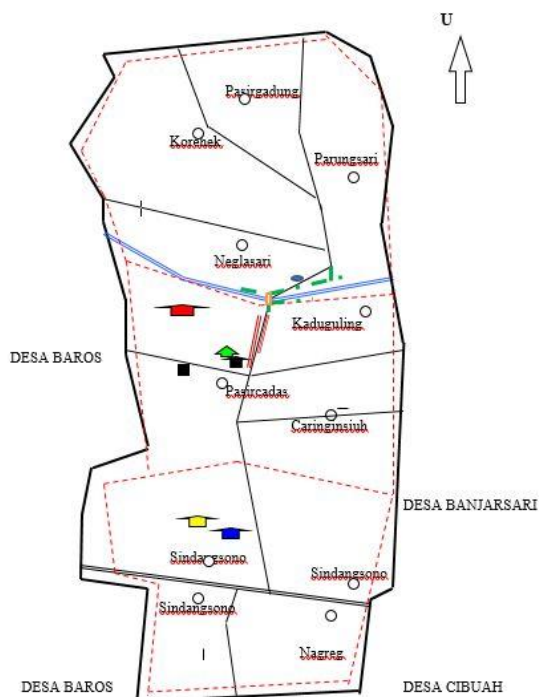 U
Pasirgadung
Korehek
Parungsari
Neglasari
Kaduguling
DESA BAROS
Pasircadas
Caringinsiuh
DESA BANJARSARI
Sindangsono
Sindangsono
Sindangsono
Nagreg
DESA BAROS
DESA CIBUAH